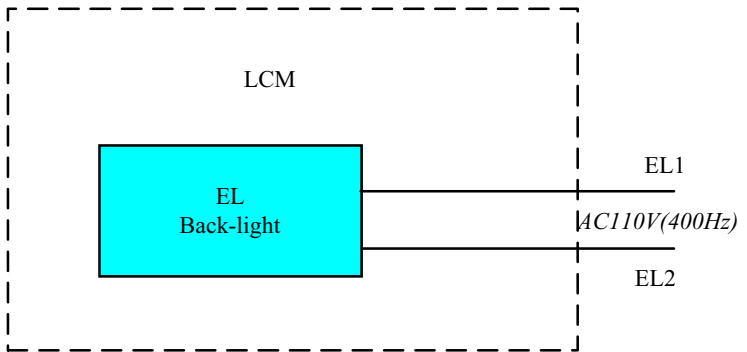 LCM
EL1
EL
Back-light
AC110V(400Hz)
EL2